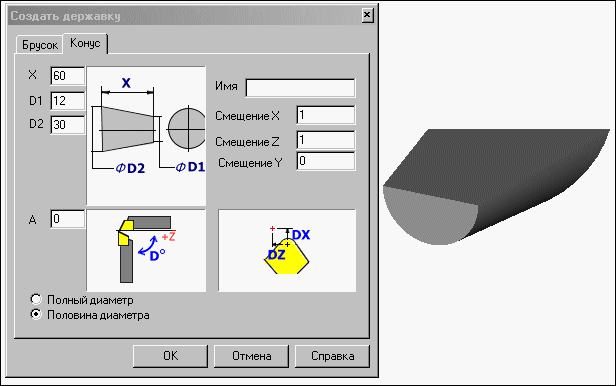 Создать державку
Брусок Конус
X 60
D1 12
D2 30
X
ΦD2 ΦD1
Имя
Смещение X 1
Смещение Z 1
Смещение Y 0
A 0
+Z
D°
DX
DZ
Полный диаметр
Половина диаметра
OK Отмена Справка